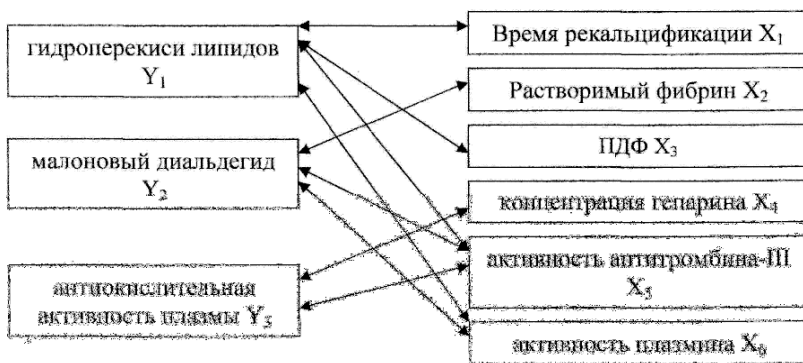 гидроперекиси липидов
Y₁
малоновый диальдегид
Y₂
антиокислительная
активность плазмы Y₃
Время рекальцификации X₁
Растворимый фибрин X₂
ПДФ X₃
концентрация гепарина X₄
активность антитромбина-III
X₅
активность плазмина X₆